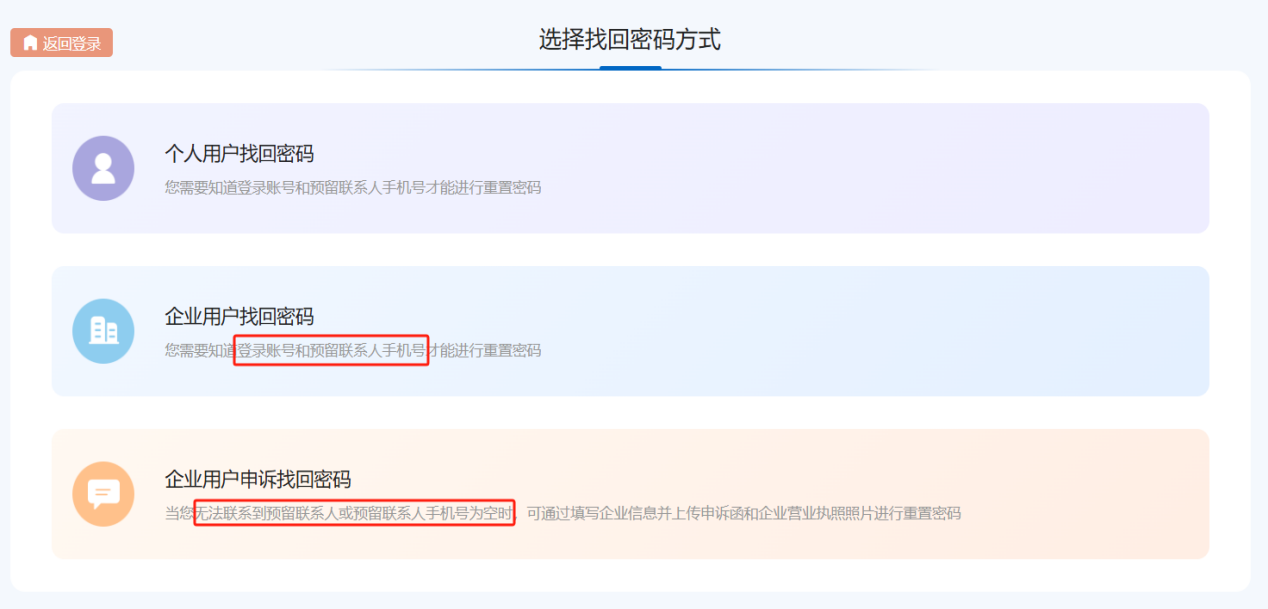 返回登录
选择找回密码方式
个人用户找回密码
您需要知道登录账号和预留联系人手机号才能进行重置密码
企业用户找回密码
您需要知道登录账号和预留联系人手机号才能进行重置密码
企业用户申诉找回密码
当您无法联系到预留联系人或预留联系人手机号为空时，可通过填写企业信息并上传申诉函和企业营业执照照片进行重置密码